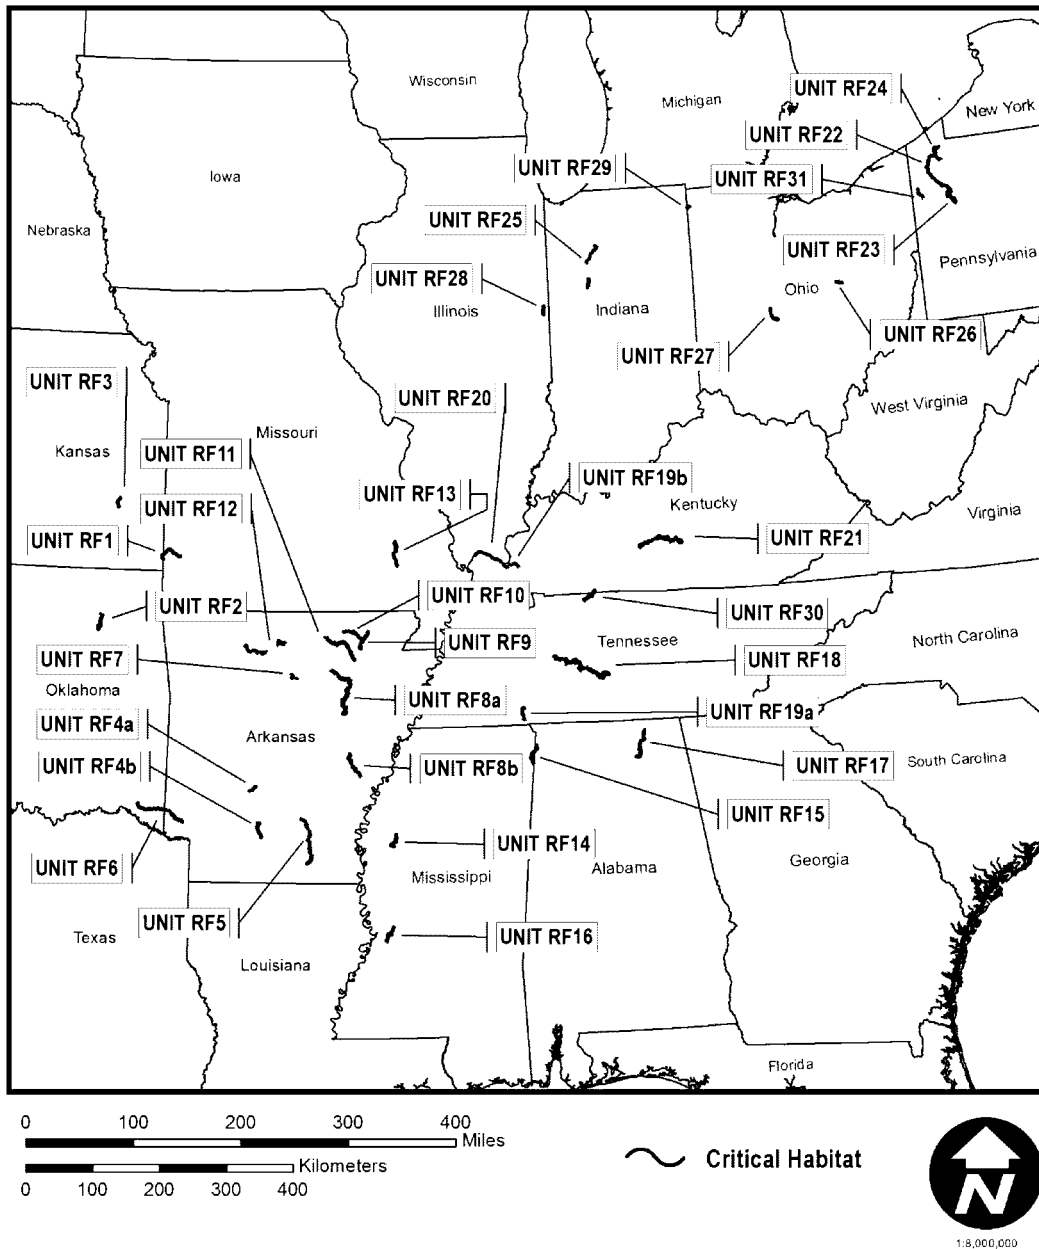 Wisconsin
Michigan
UNIT RF24
New York
UNIT RF22
UNIT RF29
UNIT RF31
Iowa
UNIT RF25
Nebraska
UNIT RF23
Pennsylvania
UNIT RF28
Illinois
Indiana
Ohio
UNIT RF26
UNIT RF27
UNIT RF3
UNIT RF20
West Virginia
Missouri
Kansas
UNIT RF11
UNIT RF13
UNIT RF19b
Kentucky
UNIT RF12
Virginia
UNIT RF1
UNIT RF21
UNIT RF10
UNIT RF2
UNIT RF30
Tennessee
North Carolina
UNIT RF9
UNIT RF7
UNIT RF18
Oklahoma
UNIT RF8a
UNIT RF19a
UNIT RF4a
Arkansas
UNIT RF4b
UNIT RF8b
UNIT RF17
South Carolina
UNIT RF15
UNIT RF14
UNIT RF6
Mississippi
Alabama
Georgia
UNIT RF5
Texas
UNIT RF16
Louisiana
Florida
0 100 200 300 400
Miles
Kilometers
0 100 200 300 400
Critical Habitat
N
1:8,000,000